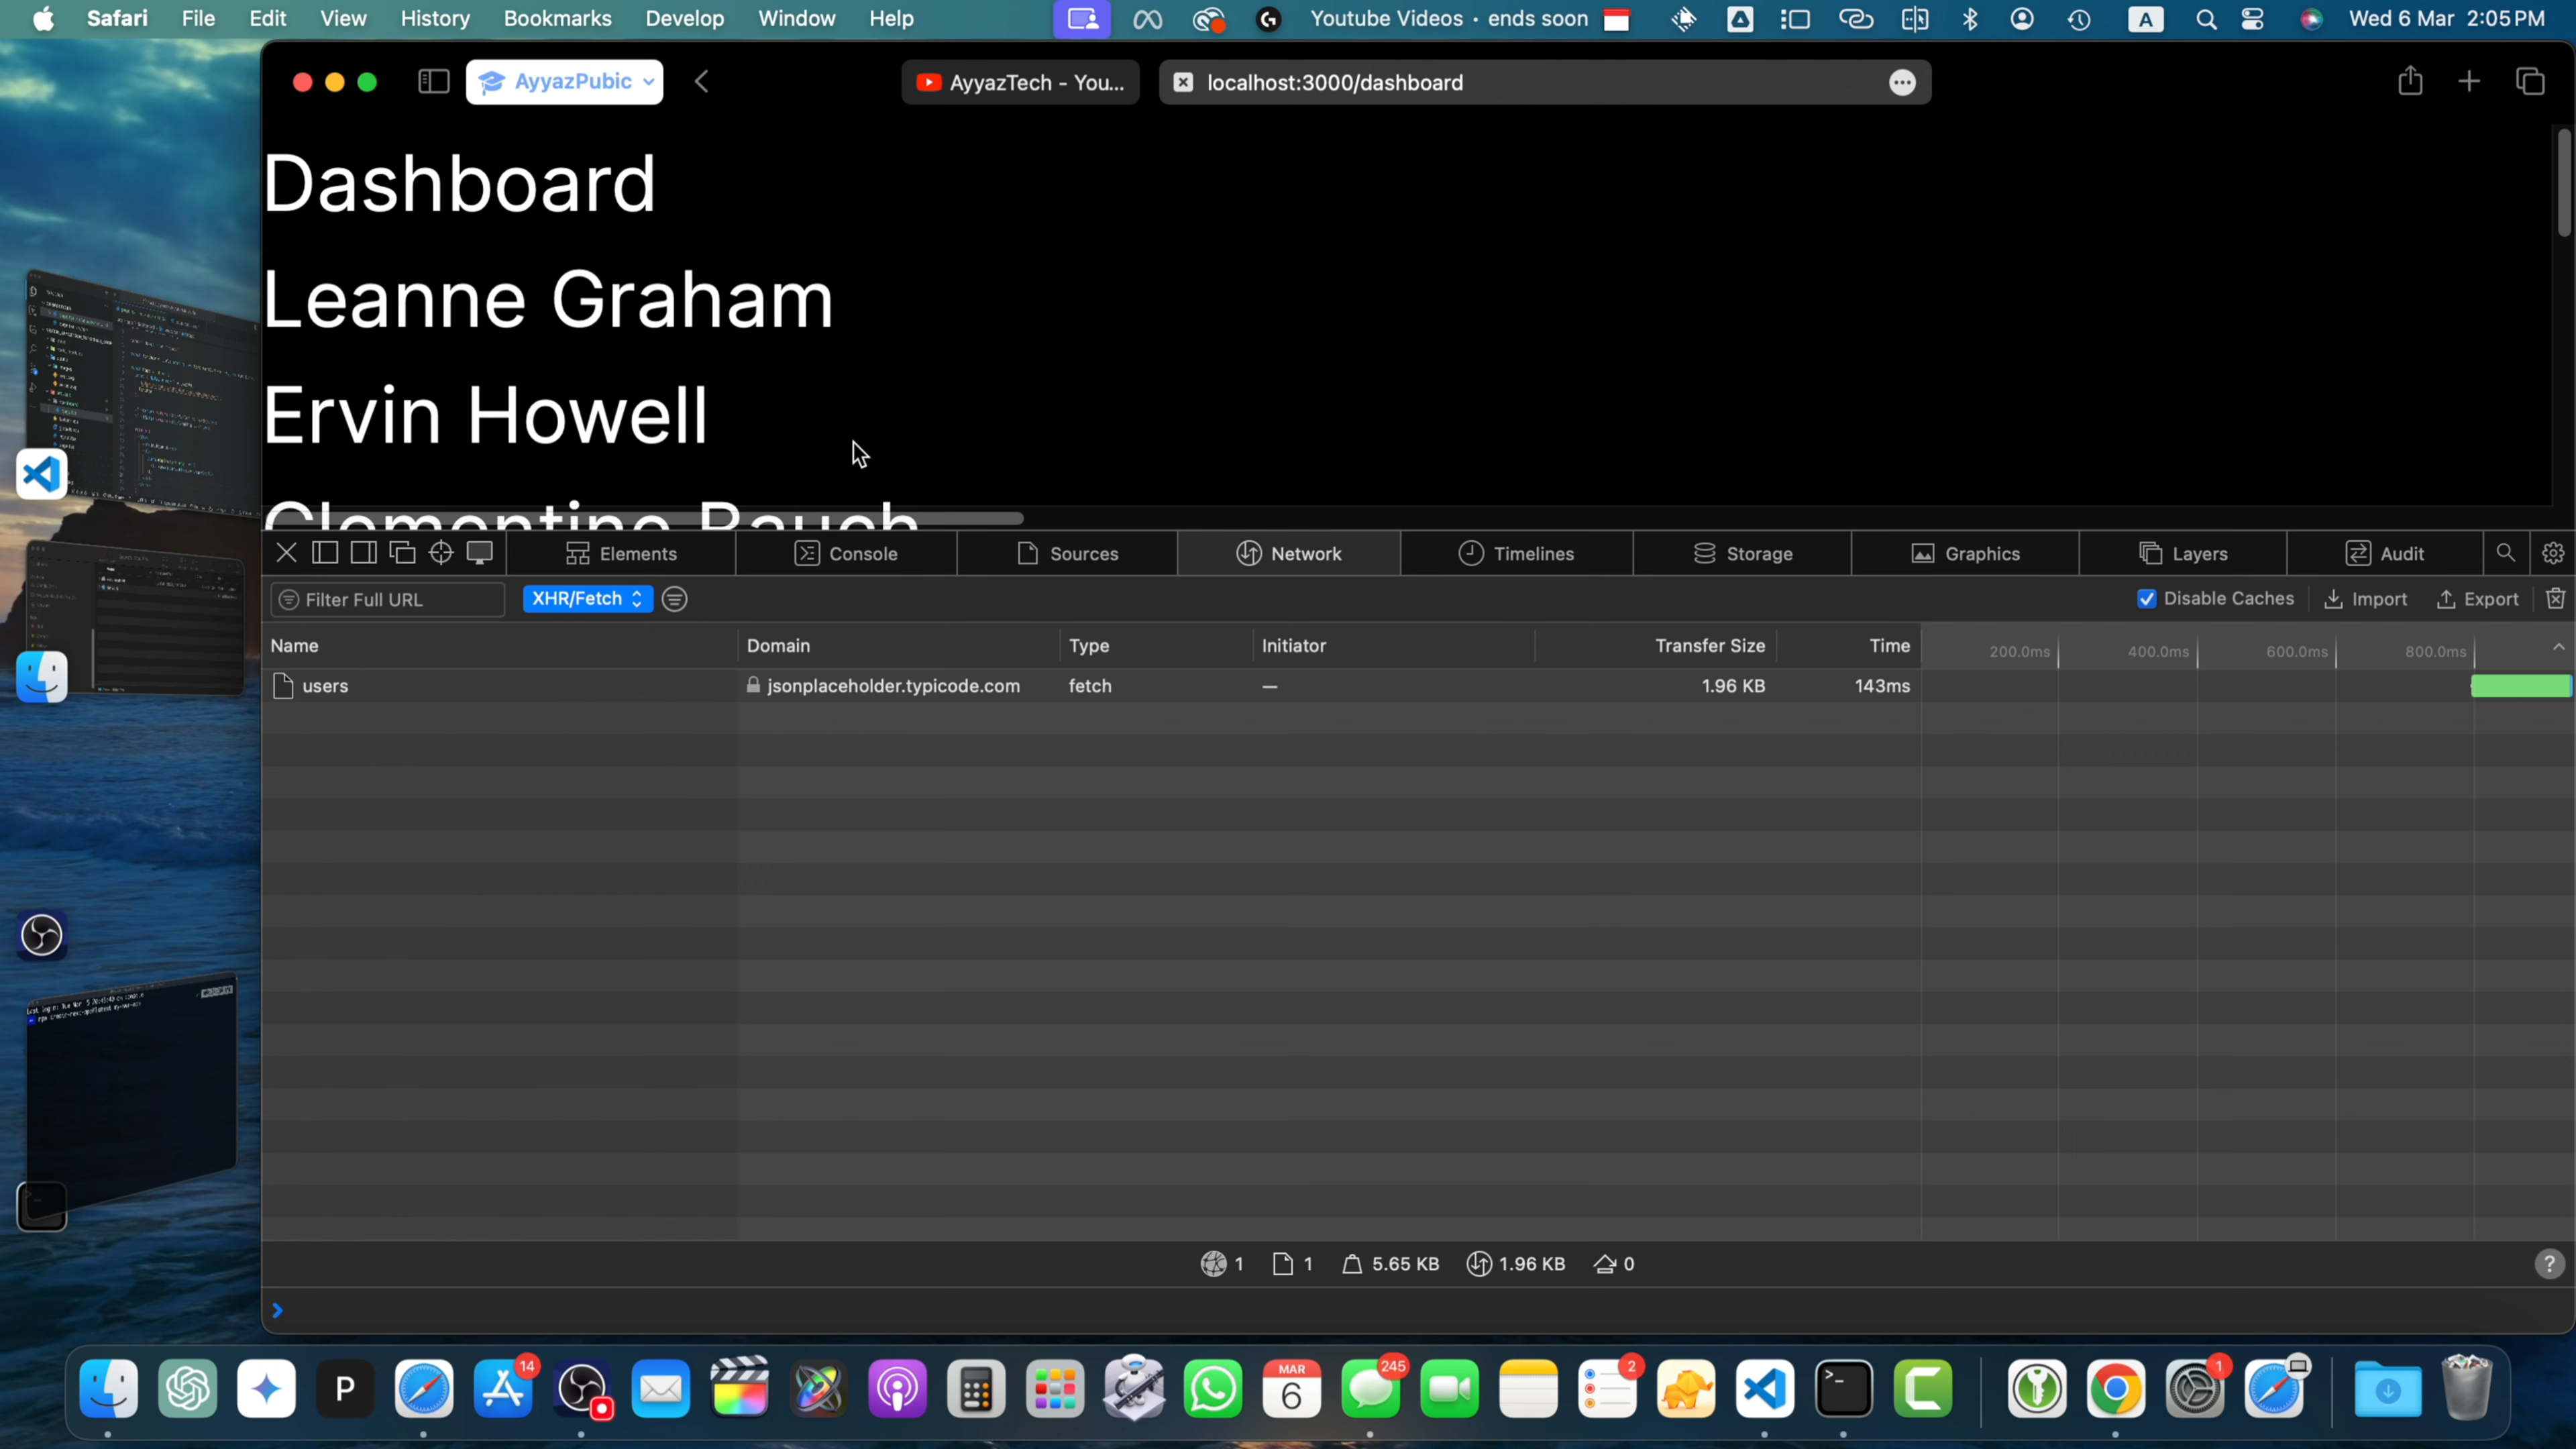 Safari File Edit View History Bookmarks Develop Window Help Youtube Videos · ends soon A Wed 6 Mar 2:05 PM
AyyazPubic AyyazTech - You... localhost:3000/dashboard
Dashboard
Leanne Graham
Ervin Howell
Clementine Bauch
Elements Console Sources Network Timelines Storage Graphics Layers Audit
Filter Full URL XHR/Fetch Disable Caches Import Export
Name Domain Type Initiator Transfer Size Time 200.0ms 400.0ms 600.0ms 800.0ms
users jsonplaceholder.typicode.com fetch — 1.96 KB 143ms
1 1 5.65 KB 1.96 KB 0 ?
14 MAR 6 245 2 1
P